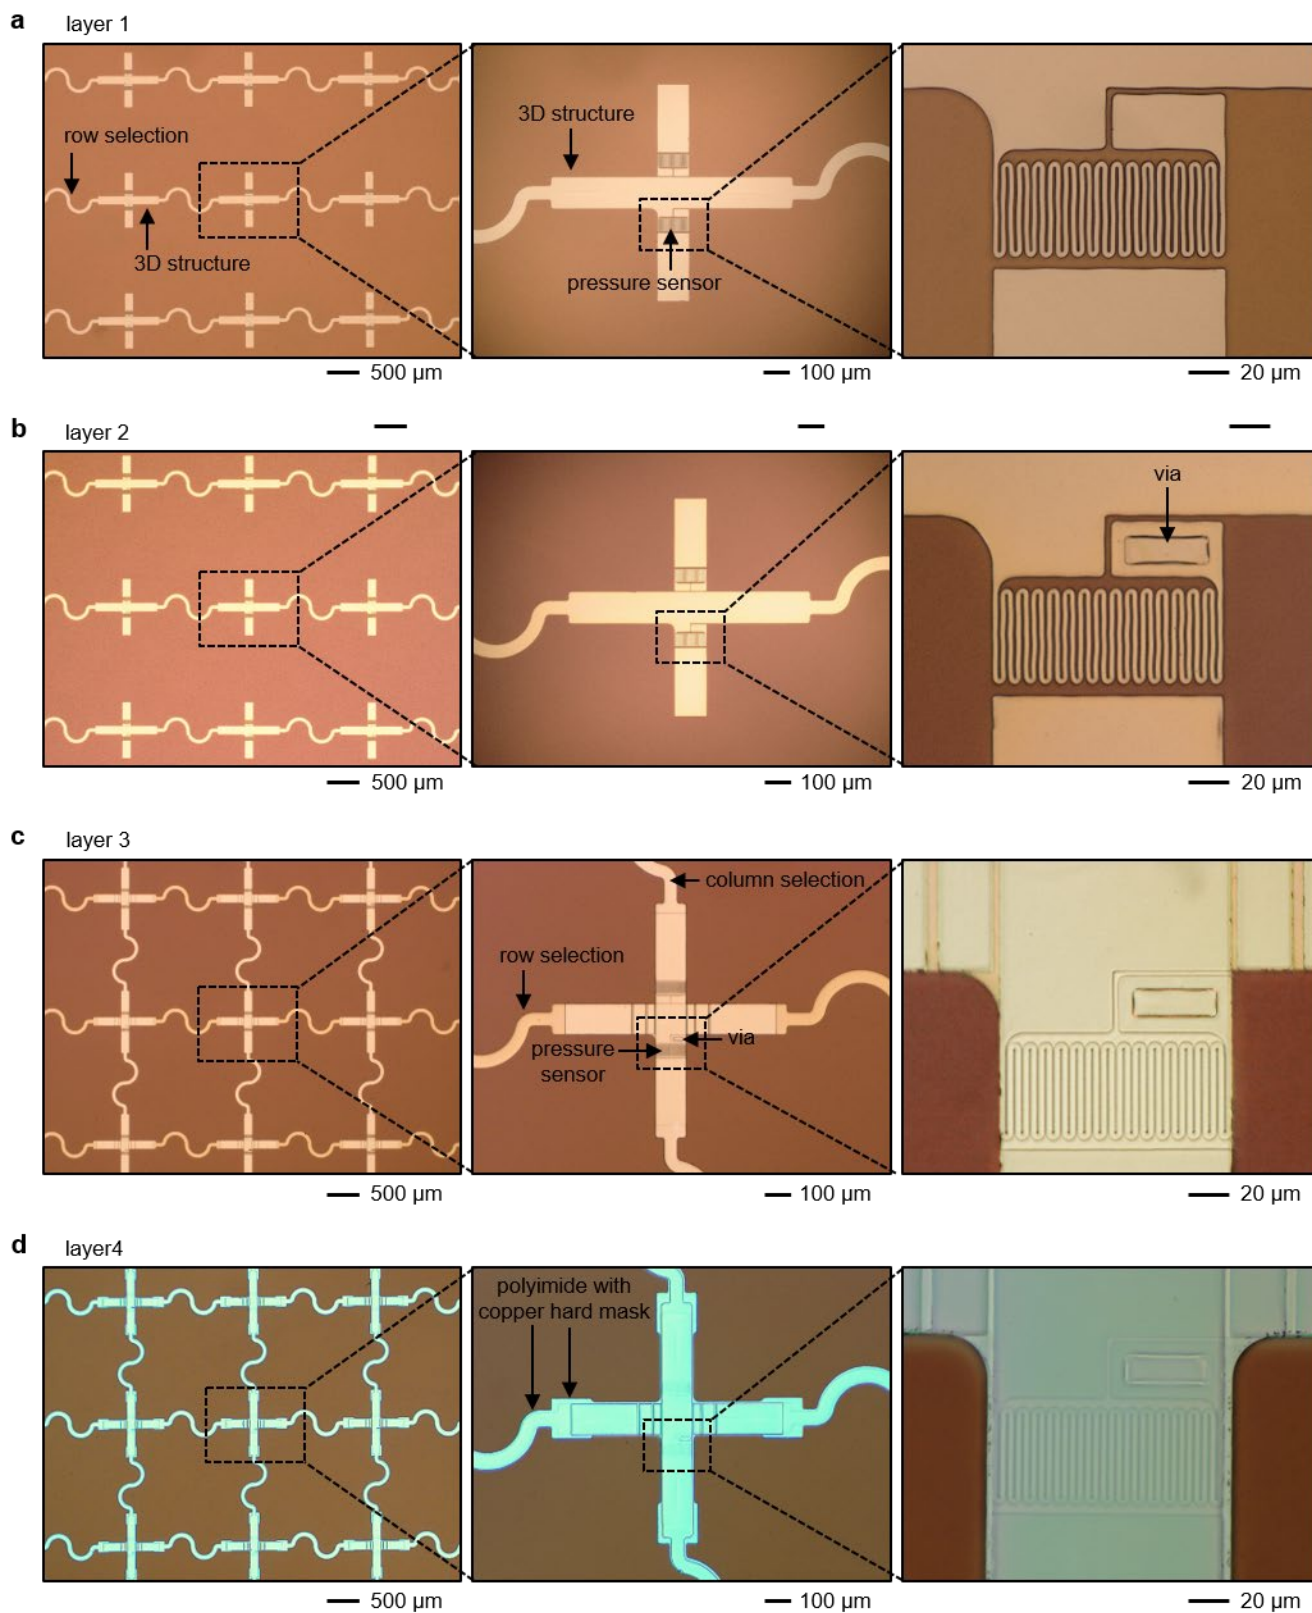 a layer 1
row selection
3D structure
3D structure
pressure sensor
500 µm
100 µm
20 µm
b layer 2
via
500 µm
100 µm
20 µm
c layer 3
column selection
row selection
via
pressure
sensor
500 µm
100 µm
20 µm
d layer4
polyimide with
copper hard mask
500 µm
100 µm
20 µm